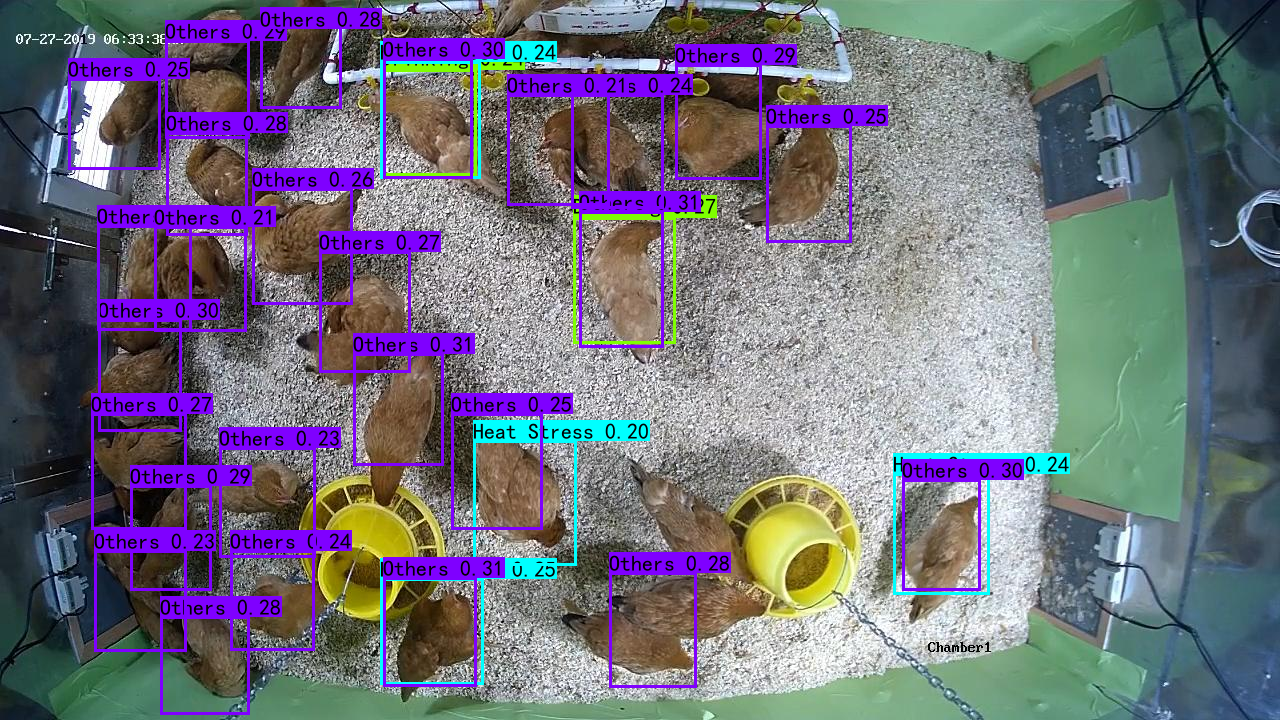 Others 0.28
Others 0.29
07-27-2019 06:33:38
Others 0.30
0.24
Others 0.29
Others 0.25
Others 0.21
0.24
Others 0.25
Others 0.28
Others 0.26
Others 0.31
Others 0.21
Others 0.27
Others 0.30
Others 0.31
Others 0.27
Others 0.25
Others 0.23
Heat Stress 0.20
0.24
Others 0.30
Others 0.29
Others 0.23
Others 0.24
Others 0.31
0.25
Others 0.28
Others 0.28
Chamber1